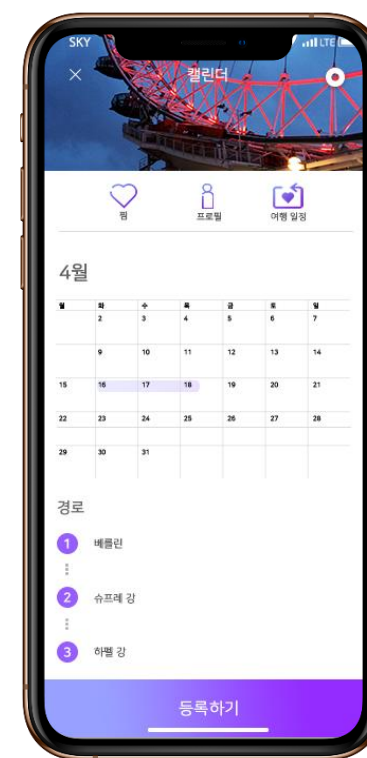 SKY LTE
캘린더
찜 프로필 여행 일정
4월
월 화 수 목 금 토 일
2 3 4 5 6 7
9 10 11 12 13 14
15 16 17 18 19 20 21
22 23 24 25 26 27 28
29 30 31
경로
1 베를린
2 슈프레 강
3 하펠 강
등록하기